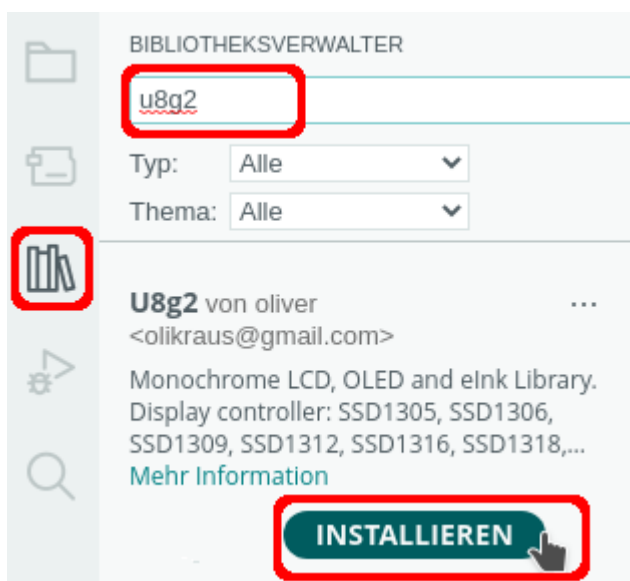 BIBLIOTHEKSVERWALTER
u8g2
Typ: Alle
Thema: Alle
U8g2 von oliver ...
<olikraus@gmail.com>
Monochrome LCD, OLED and eInk Library.
Display controller: SSD1305, SSD1306,
SSD1309, SSD1312, SSD1316, SSD1318,...
Mehr Information
INSTALLIEREN